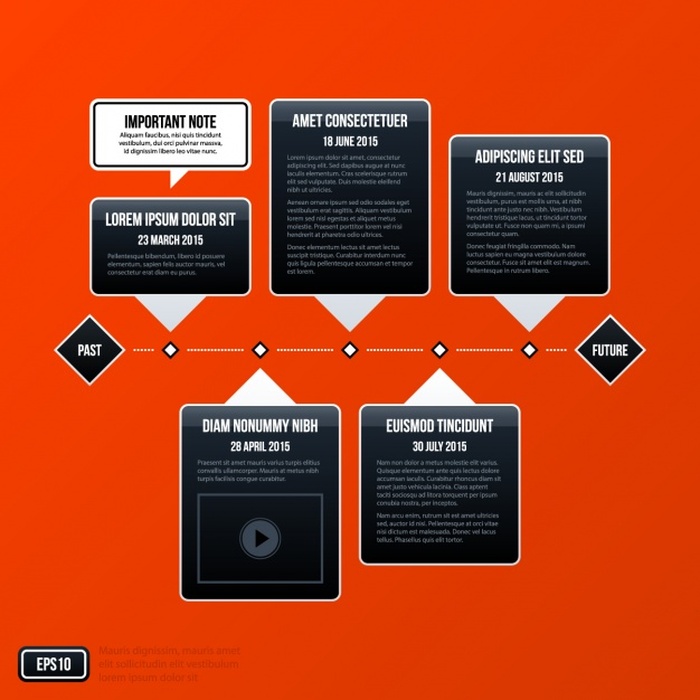 IMPORTANT NOTE
Aliquam faucibus, nisi quis tincidunt
vestibulum, dui orci pulvinar massa,
id dignissim libero leo vitae nunc.
LOREM IPSUM DOLOR SIT
23 MARCH 2015
Pellentesque bibendum, libero id posuere
elementum, sapien felis auctor mauris, vel
consectetur erat diam eu purus.
AMET CONSECTETUER
18 JUNE 2015
Lorem ipsum dolor sit amet, consectetur
adipiscing elit. Sed dapibus augue at nunc
iaculis elementum. Cras scelerisque rutrum
elit sed vulputate. Duis molestie eleifend
nibh ut ultricies.
Aenean ornare ipsum sed odio sodales eget
vestibulum erat sagittis. Aliquam vestibulum
lorem sed nisi egestas et aliquet metus
molestie. Praesent porttitor lorem vel nisi
hendrerit at pharetra odio ultrices.
Donec elementum lectus sit amet lectus
suscipit tristique. Curabitur interdum nunc
quis ligula pellentesque accumsan et tempor
est lorem.
ADIPISCING ELIT SED
21 AUGUST 2015
Mauris dignissim, mauris ac elit sollicitudin
vestibulum, purus est mollis urna, at nibh
tincidunt ante justo nec nibh. Vestibulum
hendrerit tristique lacus, ut tincidunt tortor
vulputate ut. Fusce non quam mi, a ipsum
consectetur quam.
Donec feugiat fringilla commodo. Nam
luctus sapien eu magna commodo volutpat.
Fusce sit amet elit sed est magna.
Pellentesque in rutrum libero.
PAST
FUTURE
DIAM NONUMMY NIBH
28 APRIL 2015
Praesent sit amet mauris varius turpis elitius
convallis ullamcorper. Mauris at metus nibh
turpis facilisis congue curabitur.
EUISMOD TINCIDUNT
30 JULY 2015
Nam non dolor a metus molestie elit varius.
Quisque elementum ante quis lectus dolore
accumsan iaculis. Curabitur rhoncus diam sit
amet justo vehicula lacinia. Class aptent
taciti sociosqu ad litora torquent per ipsum
conubia nostra, per inceptos.
Nam arcu enim, rutrum sit est amet ultricies
sed, auctor id nisi. Pellentesque at orci vitae
nisi dictum est malesuada. Donec vel dolor
tellus. Phasellus quis elit tortor.
EPS10
Mauris dignissim, mauris amet
elit sollicitudin elit vestibulum
lorem ipsum dolor sit